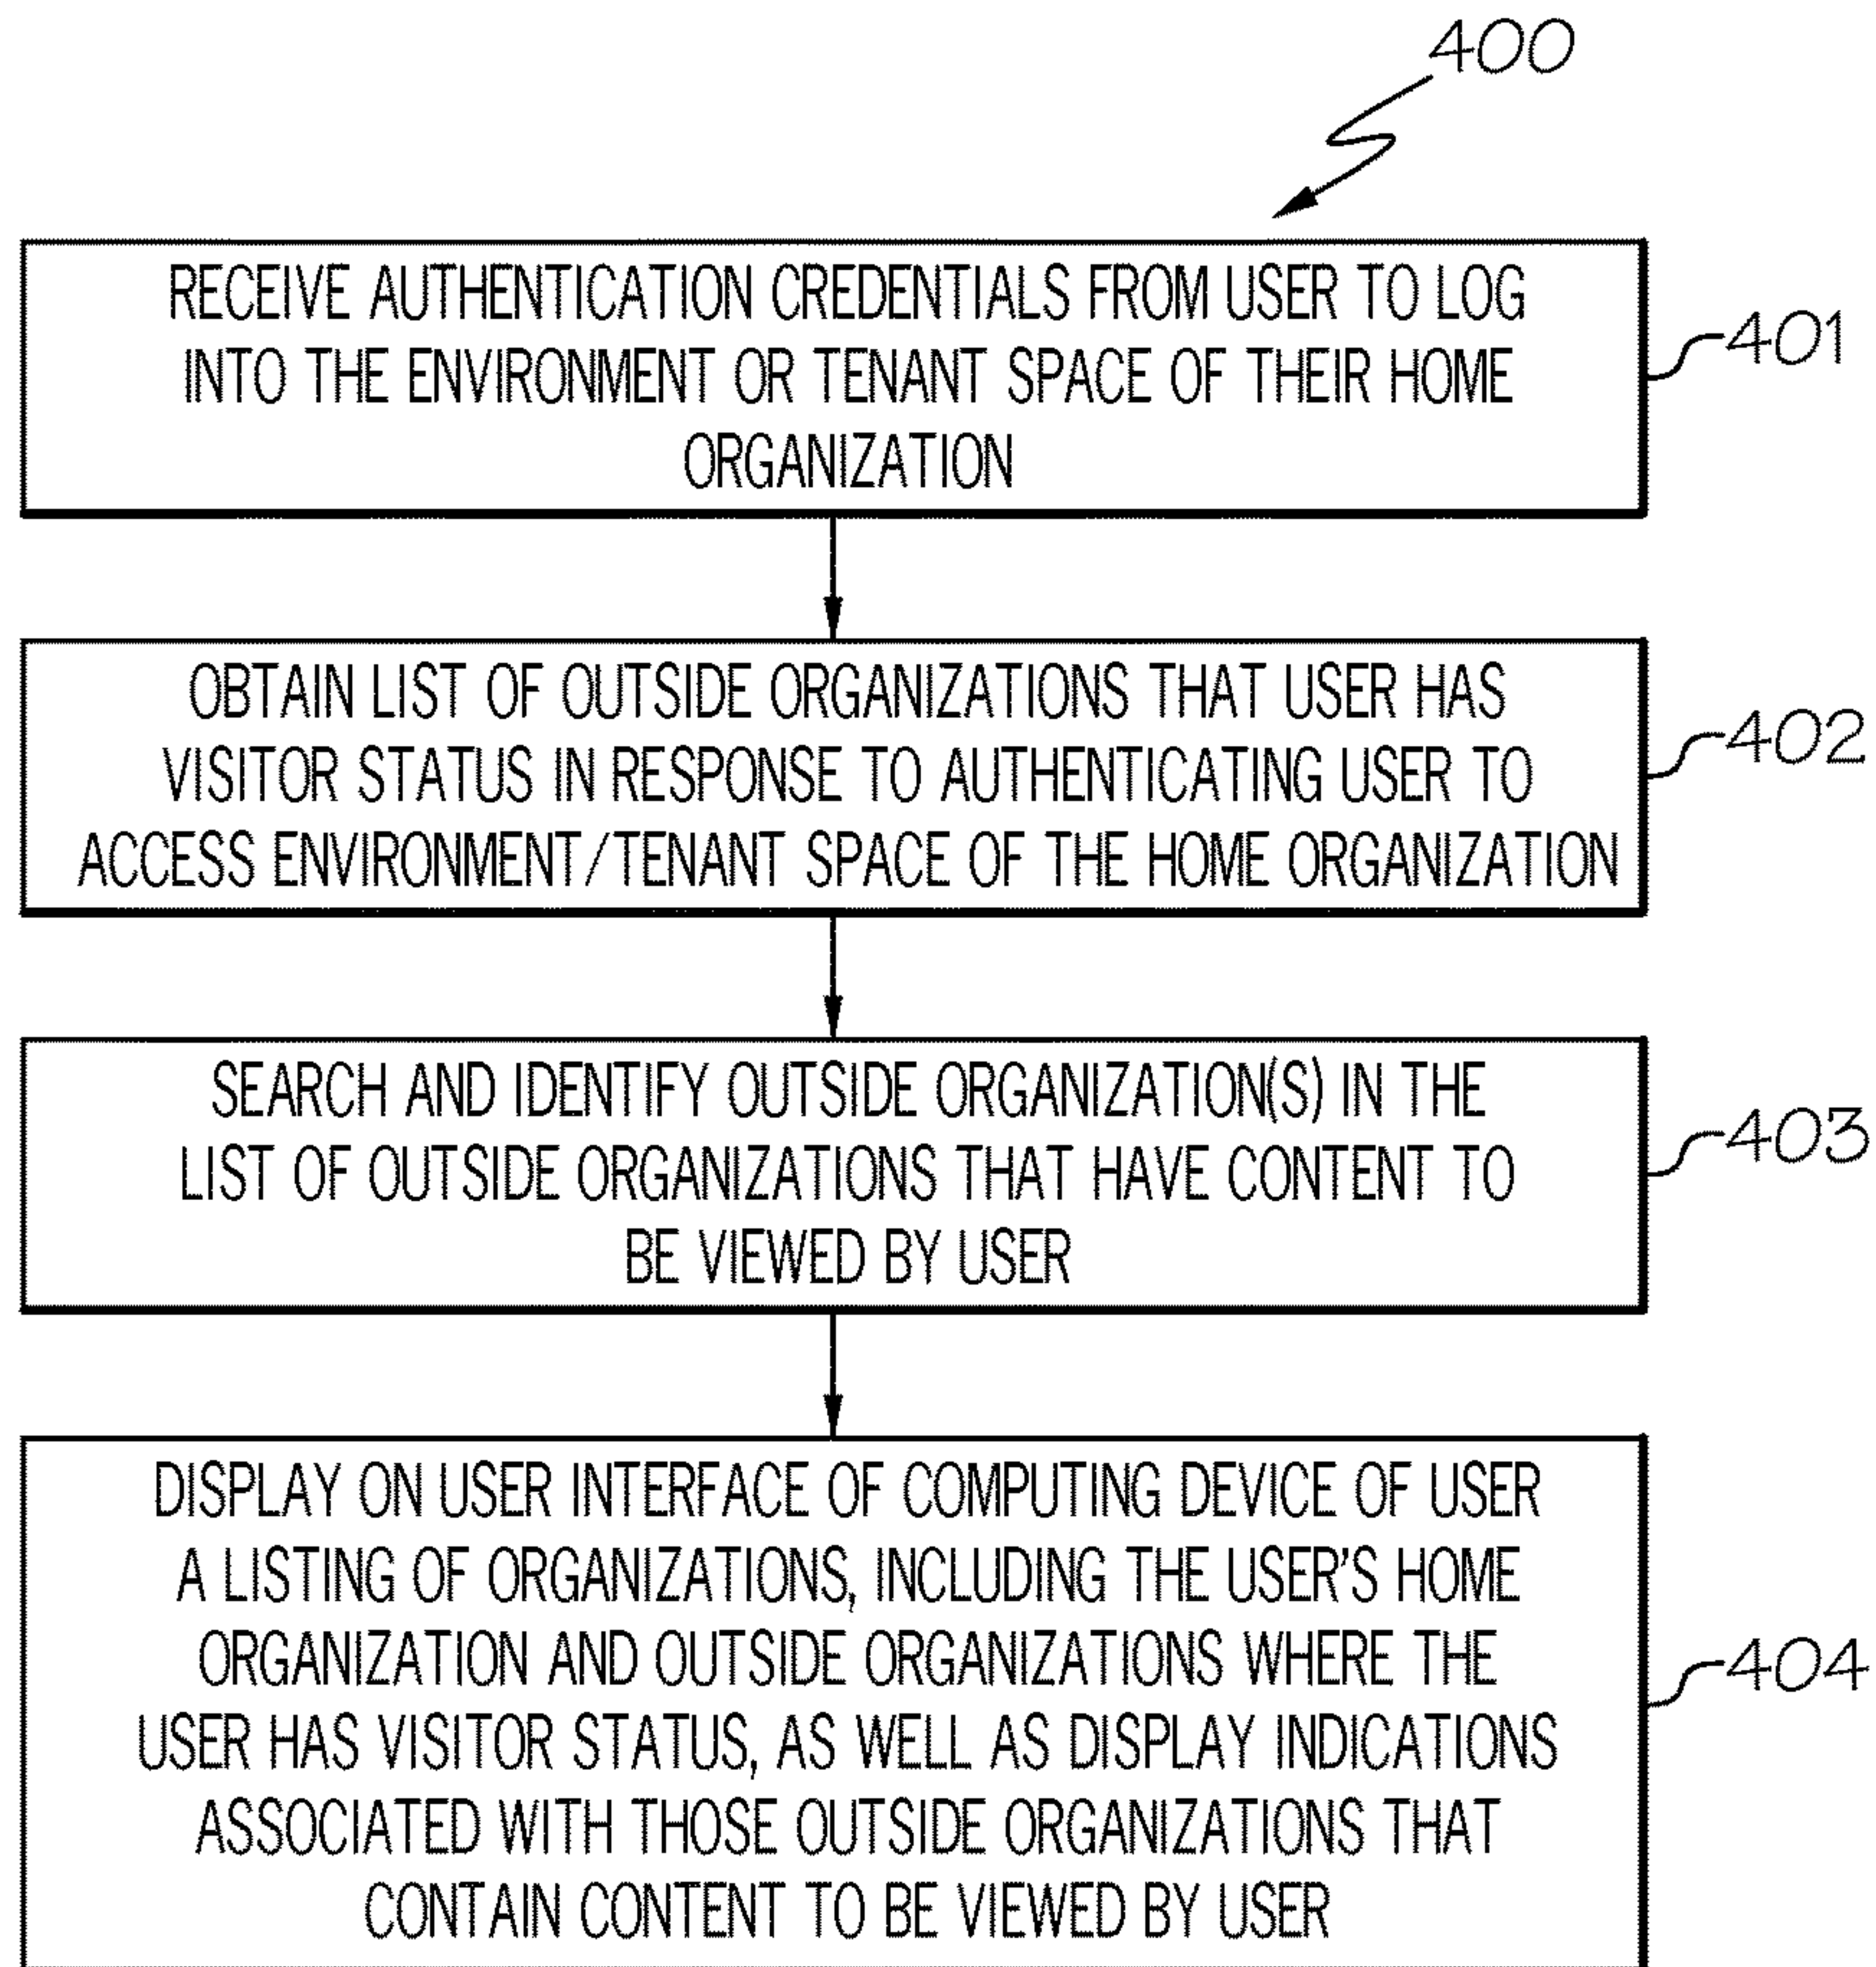 400
RECEIVE AUTHENTICATION CREDENTIALS FROM USER TO LOG
INTO THE ENVIRONMENT OR TENANT SPACE OF THEIR HOME
ORGANIZATION
401
OBTAIN LIST OF OUTSIDE ORGANIZATIONS THAT USER HAS
VISITOR STATUS IN RESPONSE TO AUTHENTICATING USER TO
ACCESS ENVIRONMENT/TENANT SPACE OF THE HOME ORGANIZATION
402
SEARCH AND IDENTIFY OUTSIDE ORGANIZATION(S) IN THE
LIST OF OUTSIDE ORGANIZATIONS THAT HAVE CONTENT TO
BE VIEWED BY USER
403
DISPLAY ON USER INTERFACE OF COMPUTING DEVICE OF USER
A LISTING OF ORGANIZATIONS, INCLUDING THE USER'S HOME
ORGANIZATION AND OUTSIDE ORGANIZATIONS WHERE THE
USER HAS VISITOR STATUS, AS WELL AS DISPLAY INDICATIONS
ASSOCIATED WITH THOSE OUTSIDE ORGANIZATIONS THAT
CONTAIN CONTENT TO BE VIEWED BY USER
404